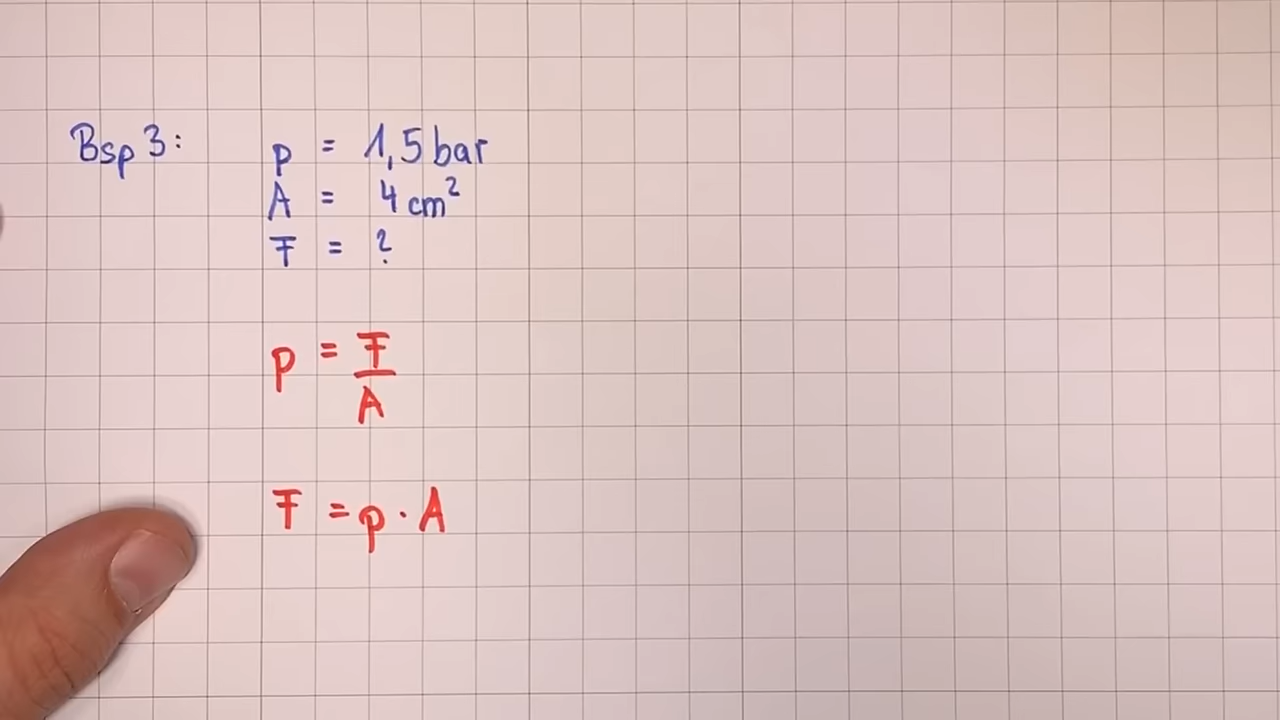 Bsp 3: p = 1,5 bar
A = 4 cm²
F = ?
p = F/A
F = p · A